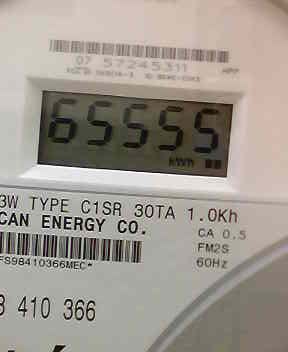 07 57245311
65555
kWh
3W TYPE C1SR 30TA 1.0Kh
CAN ENERGY CO.
CA 0.5
FM2S
60Hz
FS98410366MEC*
8 410 366